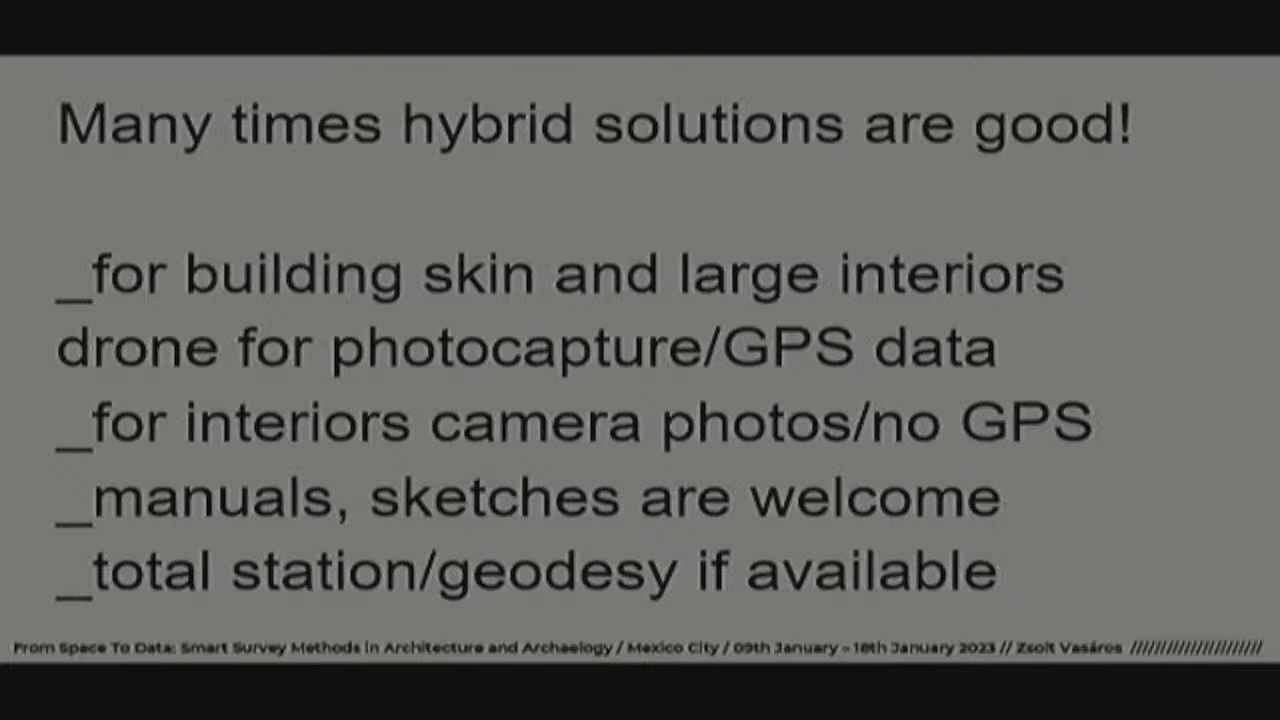 Many times hybrid solutions are good!
_for building skin and large interiors
drone for photocapture/GPS data
_for interiors camera photos/no GPS
_manuals, sketches are welcome
_total station/geodesy if available
From Space To Data: Smart Survey Methods in Architecture and Archaelogy / Mexico City / 09th January - 18th January 2023 // Zsolt Vasáros //////////////////////